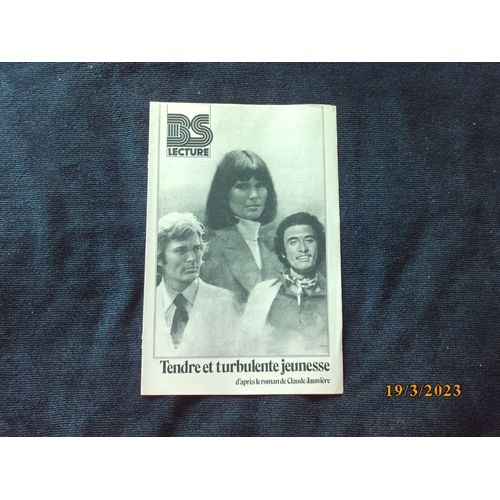 BS
LECTURE
Tendre et turbulente jeunesse
d'après le roman de Claude Jaunière
19/3/2023